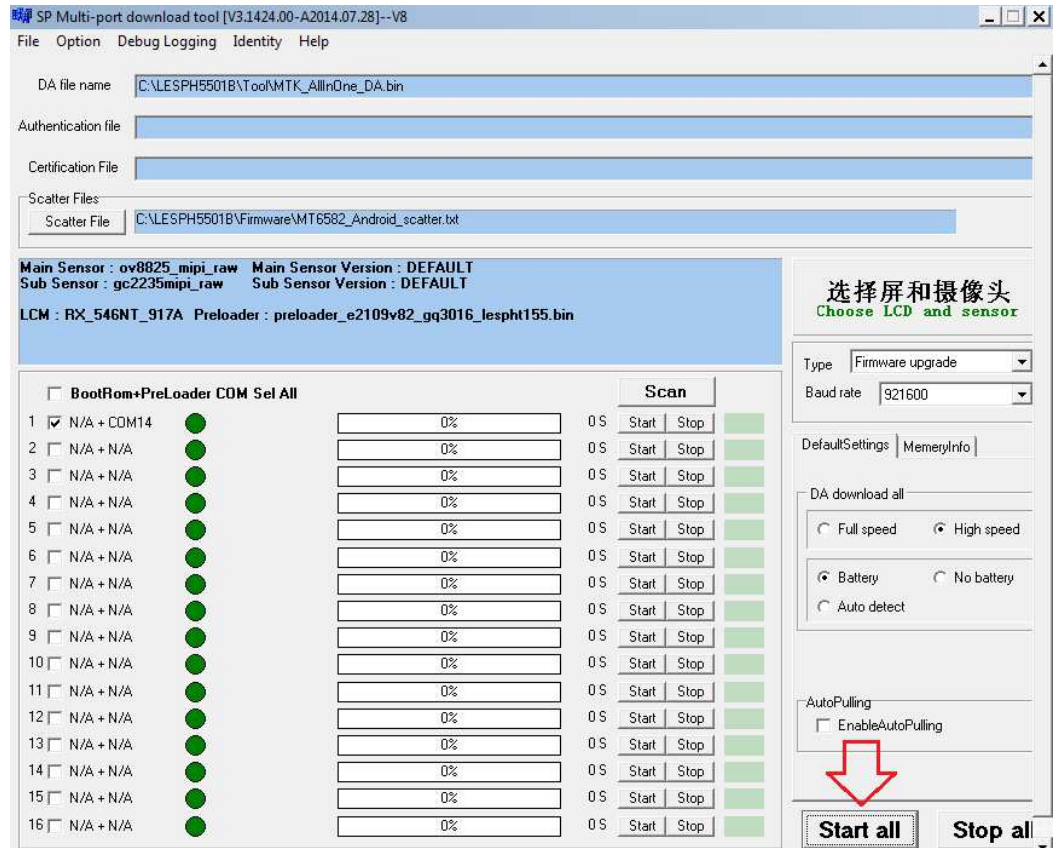 SP Multi-port download tool [V3.1424.00-A2014.07.28]--V8
File Option Debug Logging Identity Help
DA file name C:\LESPH5501B\Tool\MTK_AllInOne_DA.bin
Authentication file
Certification File
Scatter Files
Scatter File C:\LESPH5501B\Firmware\MT6582_Android_scatter.txt
Main Sensor : ov8825_mipi_raw Main Sensor Version : DEFAULT
Sub Sensor : gc2235mipi_raw Sub Sensor Version : DEFAULT
LCM : RX_546NT_917A Preloader : preloader_e2109v82_gq3016_lespht155.bin
选择屏和摄像头
Choose LCD and sensor
Type Firmware upgrade
Baud rate 921600
BootRom+PreLoader COM Sel All Scan
1 N/A + COM14 0% 0 S Start Stop
2 N/A + N/A 0% 0 S Start Stop
3 N/A + N/A 0% 0 S Start Stop
4 N/A + N/A 0% 0 S Start Stop
5 N/A + N/A 0% 0 S Start Stop
6 N/A + N/A 0% 0 S Start Stop
7 N/A + N/A 0% 0 S Start Stop
8 N/A + N/A 0% 0 S Start Stop
9 N/A + N/A 0% 0 S Start Stop
10 N/A + N/A 0% 0 S Start Stop
11 N/A + N/A 0% 0 S Start Stop
12 N/A + N/A 0% 0 S Start Stop
13 N/A + N/A 0% 0 S Start Stop
14 N/A + N/A 0% 0 S Start Stop
15 N/A + N/A 0% 0 S Start Stop
16 N/A + N/A 0% 0 S Start Stop
DefaultSettings MemeryInfo
DA download all
Full speed High speed
Battery No battery
Auto detect
AutoPulling
EnableAutoPulling
Start all Stop all